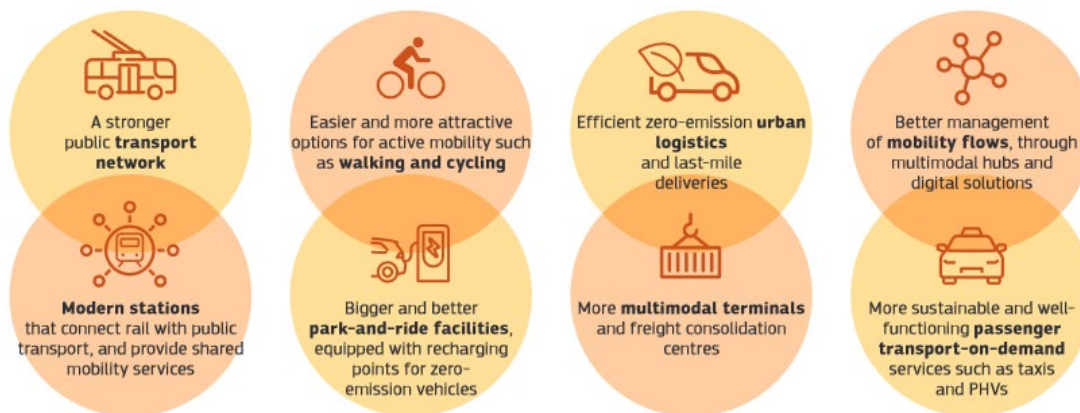 A stronger
public transport
network
Easier and more attractive
options for active mobility such
as walking and cycling
Efficient zero-emission urban
logistics
and last-mile
deliveries
Better management
of mobility flows, through
multimodal hubs and
digital solutions
Modern stations
that connect rail with public
transport, and provide shared
mobility services
Bigger and better
park-and-ride facilities,
equipped with recharging
points for zero-
emission vehicles
More multimodal terminals
and freight consolidation
centres
More sustainable and well-
functioning passenger
transport-on-demand
services such as taxis
and PHVs